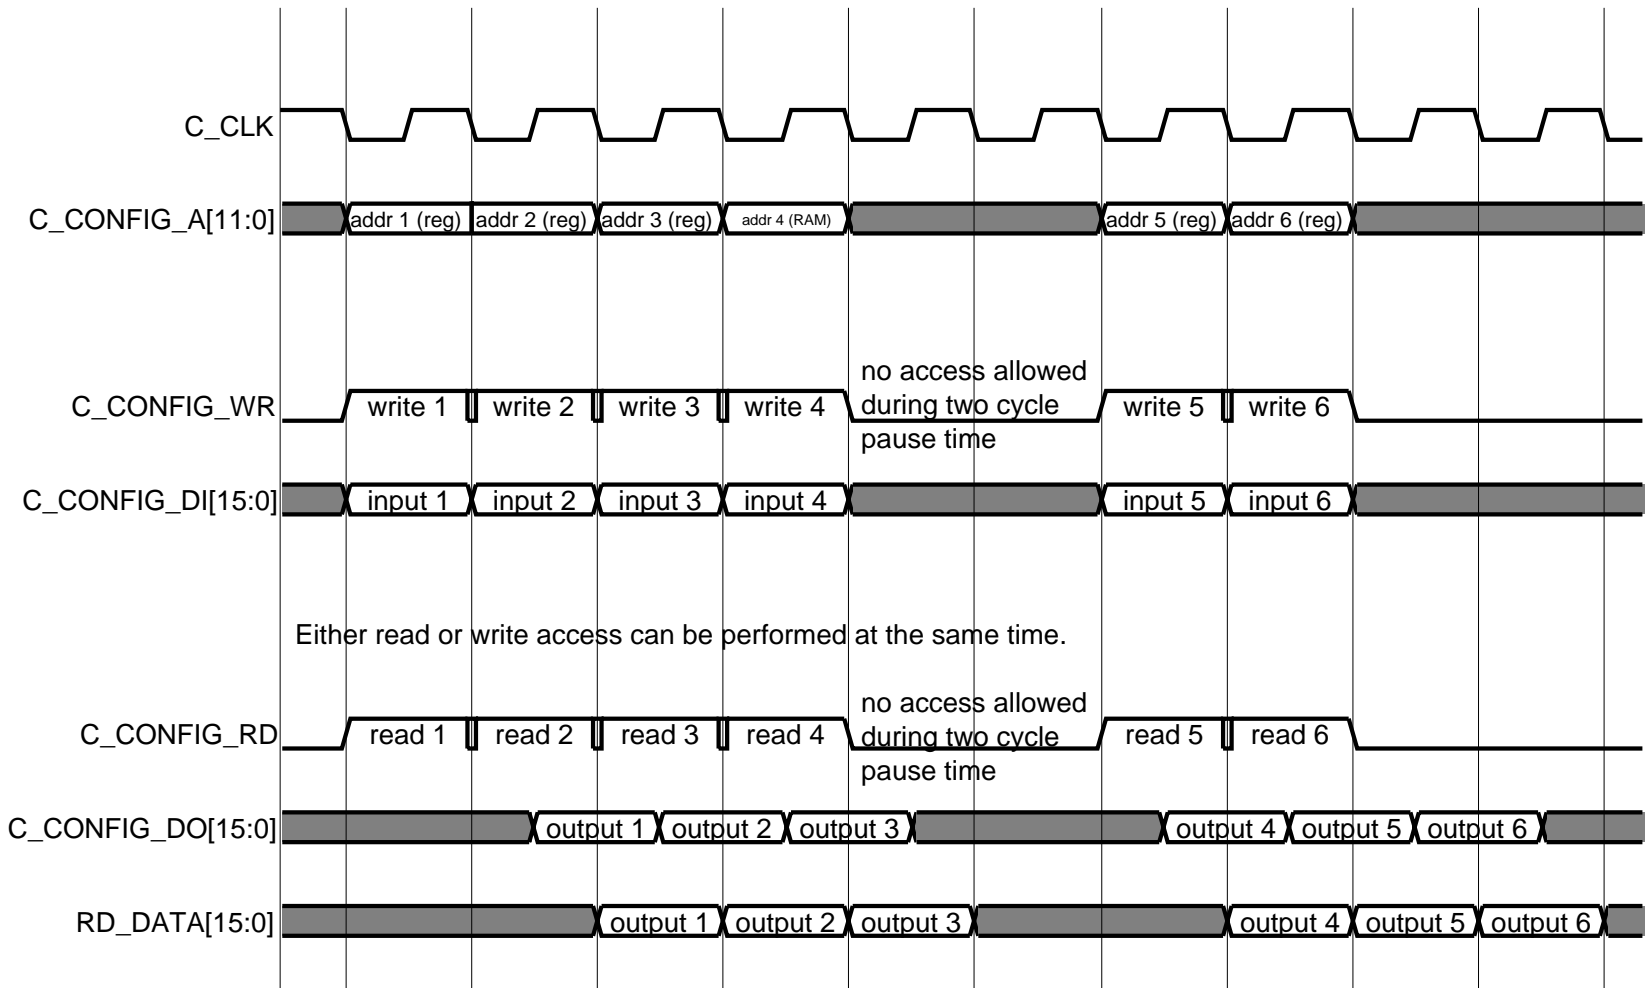 C_CLK
C_CONFIG_A[11:0] addr 1 (reg) addr 2 (reg) addr 3 (reg) addr 4 (RAM) addr 5 (reg) addr 6 (reg)
no access allowed
during two cycle
pause time
C_CONFIG_WR write 1 write 2 write 3 write 4 write 5 write 6
C_CONFIG_DI[15:0] input 1 input 2 input 3 input 4 input 5 input 6
Either read or write access can be performed at the same time.
no access allowed
during two cycle
pause time
C_CONFIG_RD read 1 read 2 read 3 read 4 read 5 read 6
C_CONFIG_DO[15:0] output 1 output 2 output 3 output 4 output 5 output 6
RD_DATA[15:0] output 1 output 2 output 3 output 4 output 5 output 6